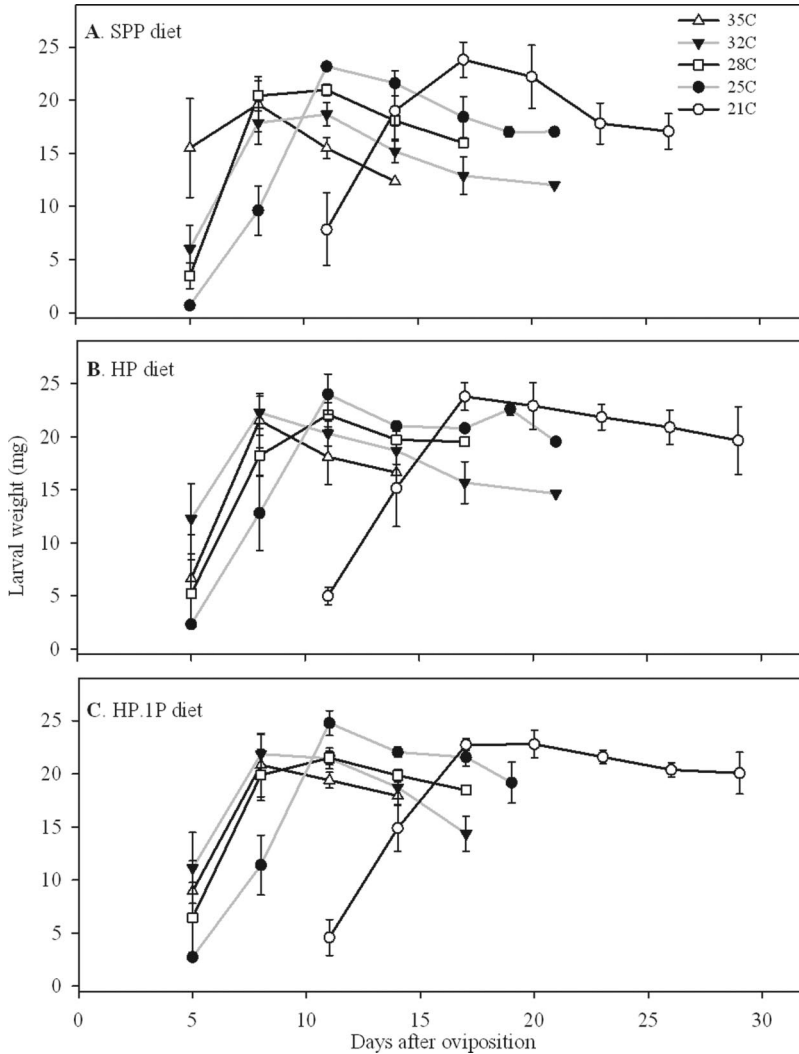 A. SPP diet
35C
32C
28C
25C
21C
25
20
15
10
5
0
B. HP diet
25
20
15
10
5
0
Larval weight (mg)
C. HP.1P diet
25
20
15
10
5
0
0 5 10 15 20 25 30
Days after oviposition